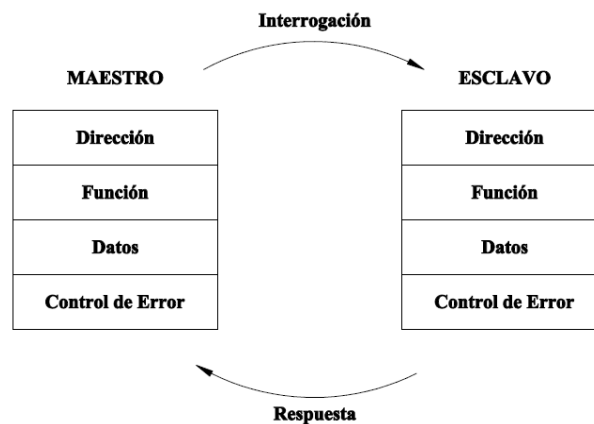 Interrogación
MAESTRO
ESCLAVO
Dirección
Función
Datos
Control de Error
Dirección
Función
Datos
Control de Error
Respuesta